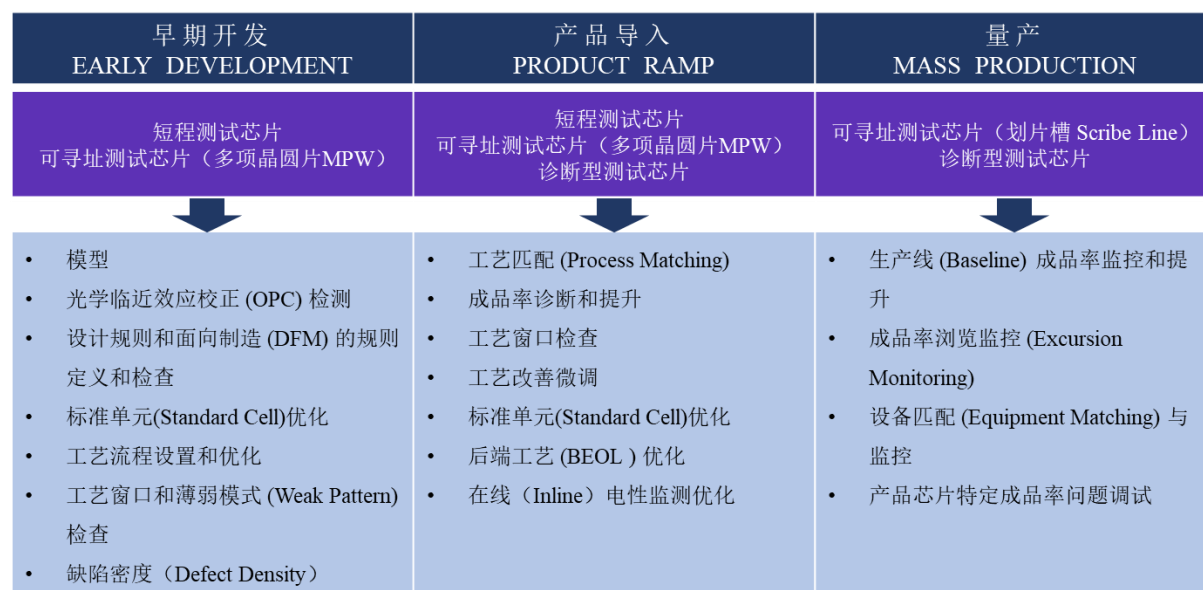 早期开发
EARLY DEVELOPMENT
产品导入
PRODUCT RAMP
量产
MASS PRODUCTION
短程测试芯片
可寻址测试芯片（多项晶圆片MPW）
短程测试芯片
可寻址测试芯片（多项晶圆片MPW）
诊断型测试芯片
可寻址测试芯片（划片槽 Scribe Line）
诊断型测试芯片
• 模型
• 光学临近效应校正 (OPC) 检测
• 设计规则和面向制造 (DFM) 的规则
定义和检查
• 标准单元(Standard Cell)优化
• 工艺流程设置和优化
• 工艺窗口和薄弱模式 (Weak Pattern)
检查
• 缺陷密度（Defect Density）
• 工艺匹配 (Process Matching)
• 成品率诊断和提升
• 工艺窗口检查
• 工艺改善微调
• 标准单元(Standard Cell)优化
• 后端工艺 (BEOL ) 优化
• 在线（Inline）电性监测优化
• 生产线 (Baseline) 成品率监控和提
升
• 成品率浏览监控 (Excursion
Monitoring)
• 设备匹配 (Equipment Matching) 与
监控
• 产品芯片特定成品率问题调试